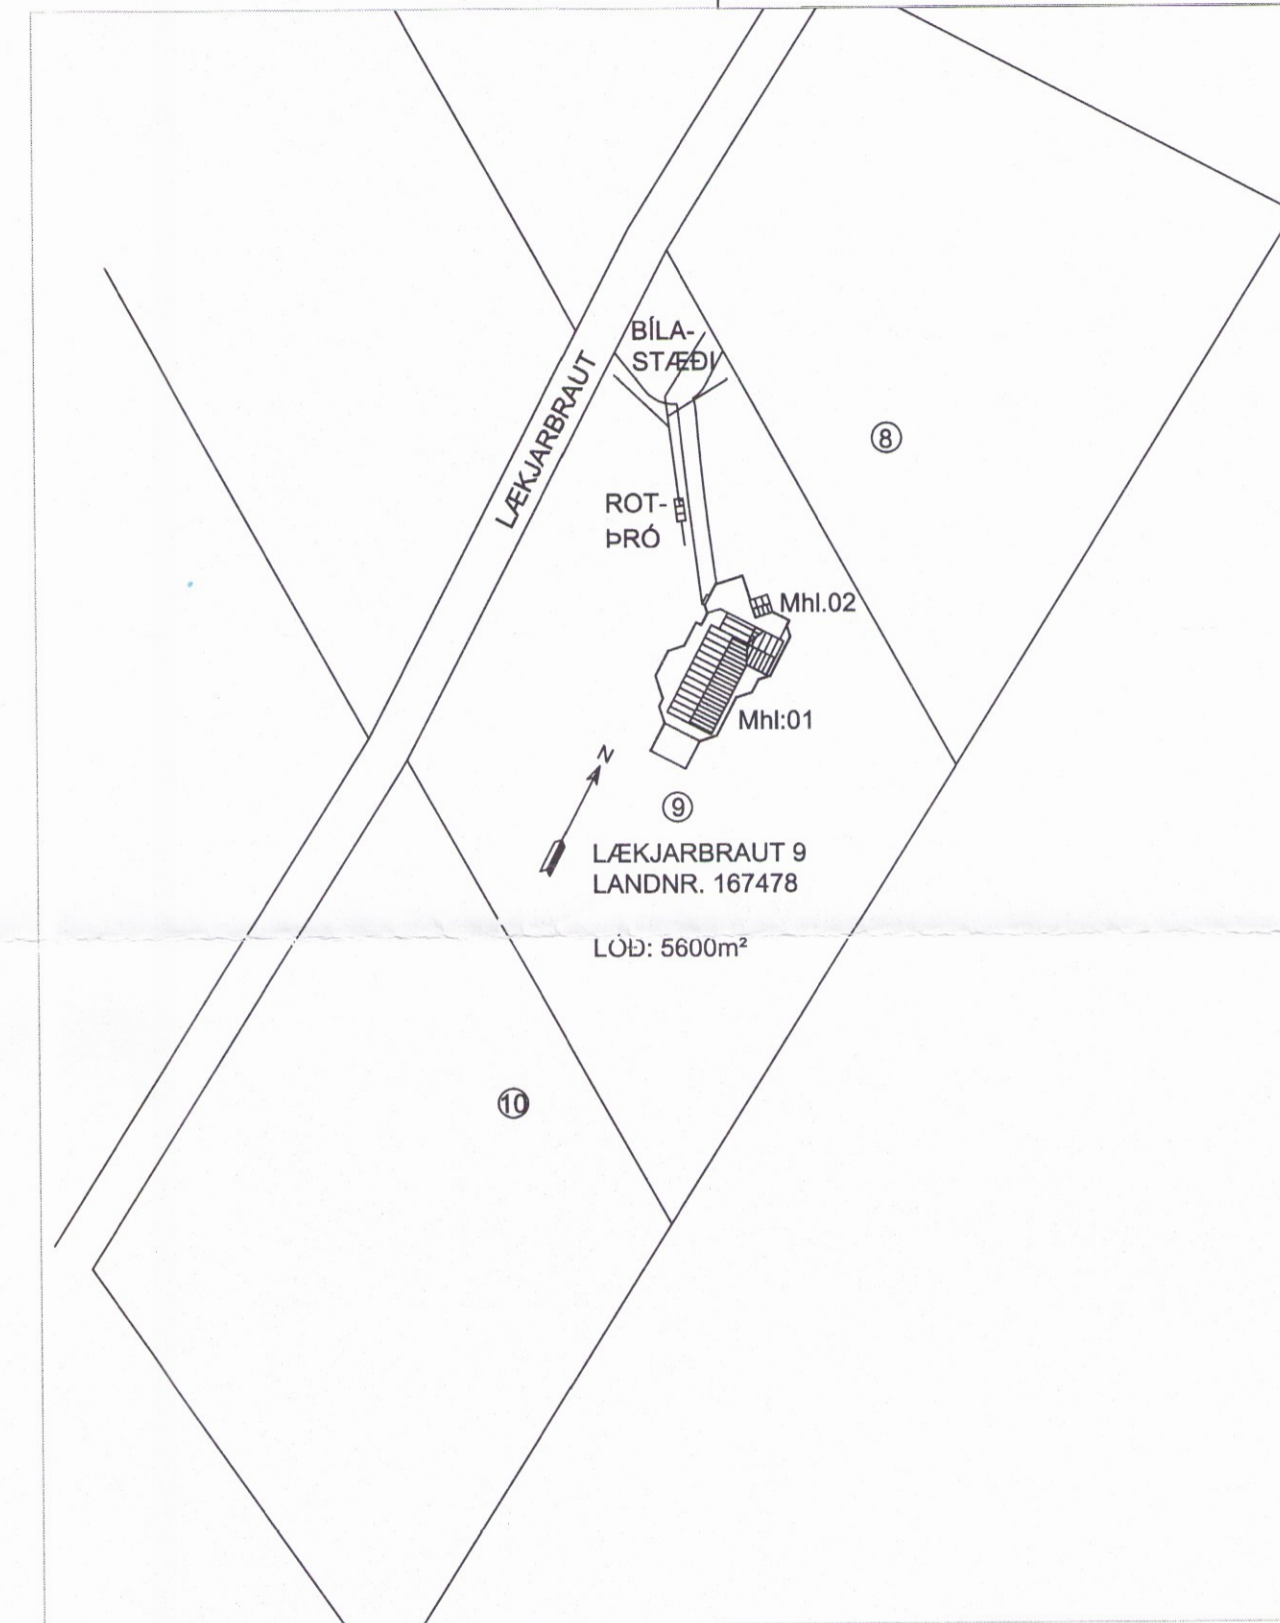 BÍLA-
STÆÐI
LÆKJARBRAUT
8
ROT-
ÞRÓ
Mhl.02
Mhl:01
N
9
LÆKJARBRAUT 9
LANDNR. 167478
LÓÐ: 5600m²
10